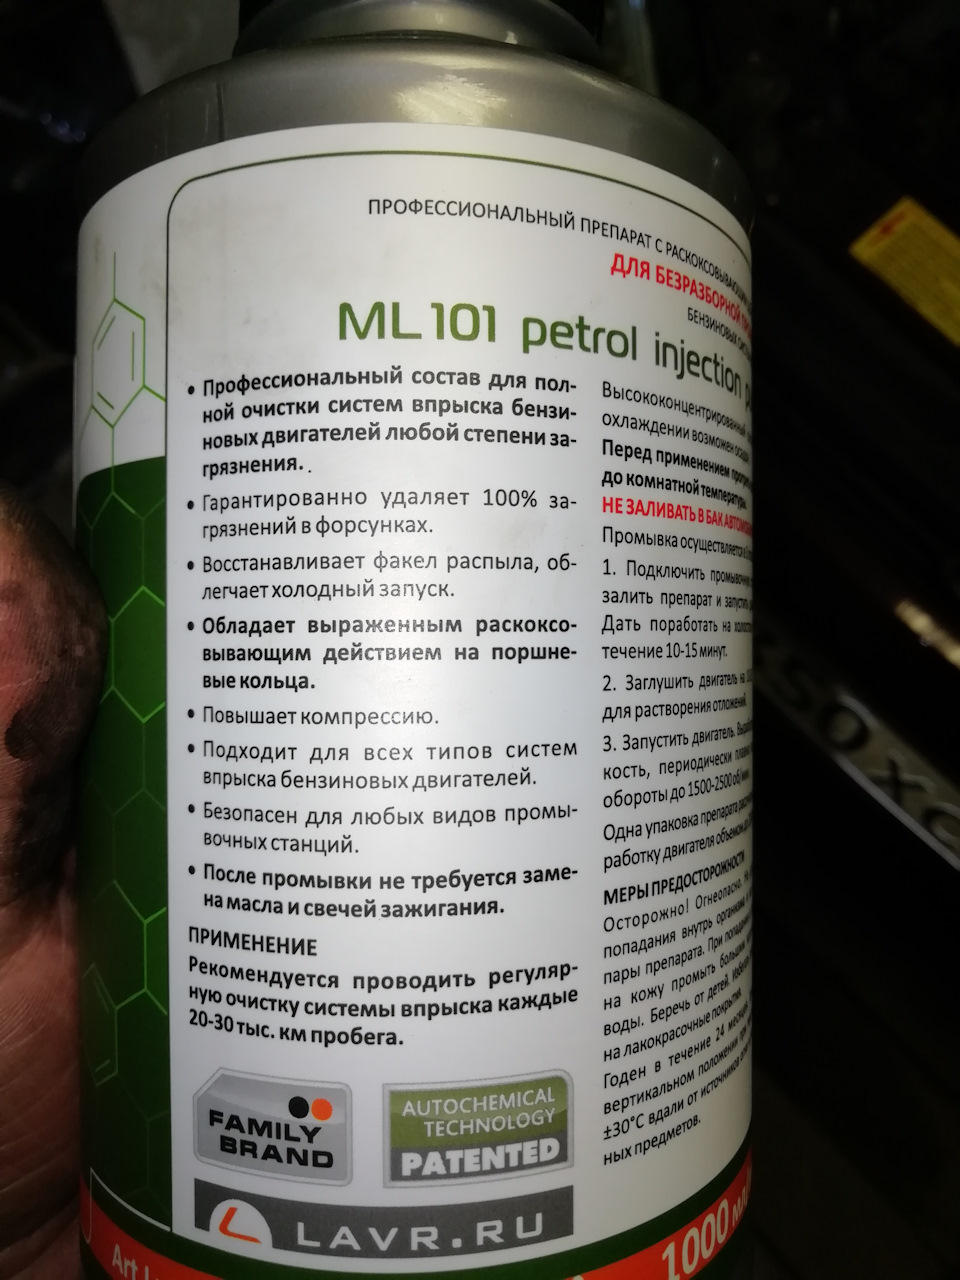 ПРОФЕССИОНАЛЬНЫЙ ПРЕПАРАТ С РАСКОКСОВЫВАЮЩИМ
ДЛЯ БЕЗРАЗБОРНОЙ
БЕНЗИНОВЫХ
ML 101 petrol injection
• Профессиональный состав для пол-
ной очистки систем впрыска бензи-
новых двигателей любой степени за-
грязнения. .
• Гарантированно удаляет 100% за-
грязнений в форсунках.
• Восстанавливает факел распыла, об-
легчает холодный запуск.
• Обладает выраженным раскоксо-
вывающим действием на поршне-
вые кольца.
• Повышает компрессию.
• Подходит для всех типов систем
впрыска бензиновых двигателей.
• Безопасен для любых видов промы-
вочных станций.
• После промывки не требуется заме-
на масла и свечей зажигания.
ПРИМЕНЕНИЕ
Рекомендуется проводить регуляр-
ную очистку системы впрыска каждые
20-30 тыс. км пробега.
Высококонцентрированный
охлаждении возможен
Перед применением
до комнатной температуры.
НЕ ЗАЛИВАТЬ В БАК
Промывка осуществляется
1. Подключить
залить препарат и запустить
Дать поработать на
течение 10-15 минут.
2. Заглушить двигатель на
для растворения отложений.
3. Запустить двигатель.
кость, периодически
обороты до 1500-2500 об/мин.
Одна упаковка препарата
работку двигателя объемом до
МЕРЫ ПРЕДОСТОРОЖНОСТИ
Осторожно! Огнеопасно.
попадания внутрь организма и
пары препарата. При попадании
на кожу промыть большим
воды. Беречь от детей.
на лакокрасочные покрытия.
Годен в течение 24 месяцев.
вертикальном положении при
±30°С вдали от источников
ных предметов.
FAMILY
BRAND
AUTOCHEMICAL
TECHNOLOGY
PATENTED
LAVR.RU
1000 мл
Art